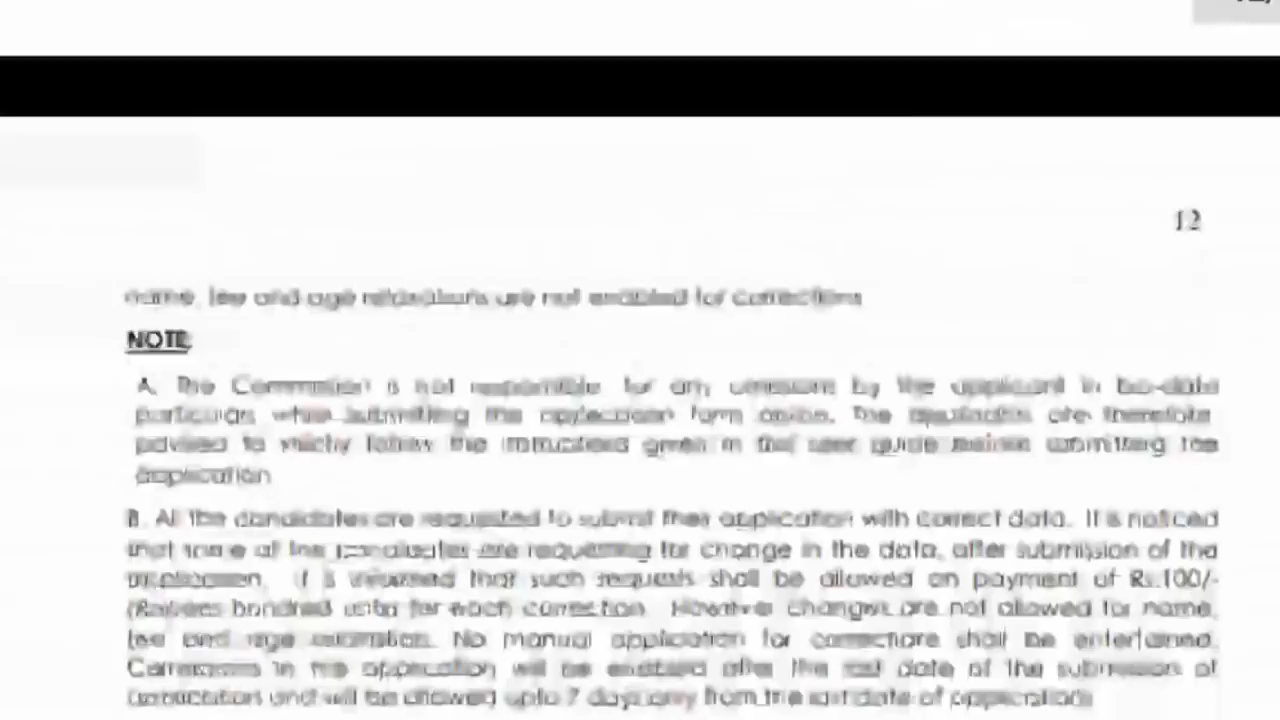 12
name, fee and age relaxations are not enabled for corrections
NOTE
A. The Commission is not responsible for any omissions by the applicant in bio-data
particulars while submitting the application form online. The applicants are therefore
advised to strictly follow the instructions given in the user guide before submitting the
application
B. All the candidates are requested to submit their application with correct data. It is noticed
that some of the candidates are requesting for change in the data, after submission of the
application. It is informed that such requests shall be allowed on payment of Rs.100/-
(Rupees hundred only) for each correction. However changes are not allowed for name,
fee and age relaxation. No manual application for corrections shall be entertained.
Corrections in the application will be enabled after the last date of the submission of
application and will be allowed upto 7 days only from the last date of applications